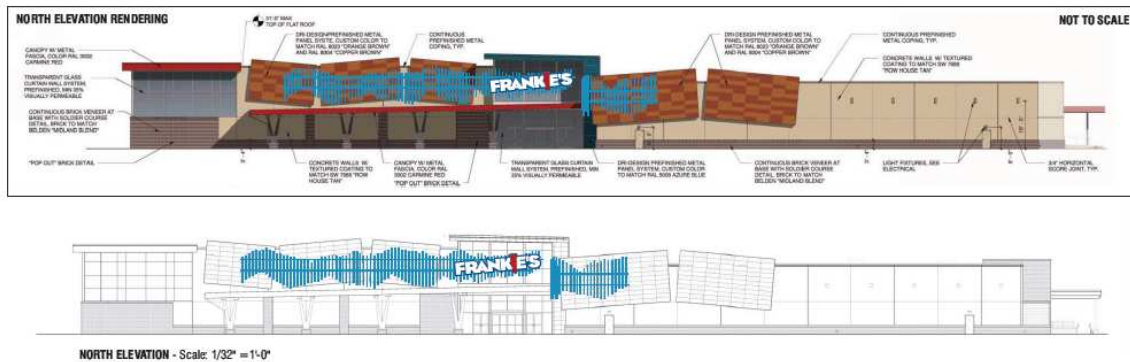 NORTH ELEVATION RENDERING
NOT TO SCALE
31'-8" MAX
TOP OF FLAT ROOF
CANOPY W/ METAL
FASCIA, COLOR RAL 3002
CARMINE RED
TRANSPARENT GLASS
CURTAIN WALL SYSTEM,
PREFINISHED, MIN 35%
VISUALLY PERMEABLE
CONTINUOUS BRICK VENEER AT
BASE WITH SOLDIER COURSE
DETAIL, BRICK TO MATCH
BELDEN "MIDLAND BLEND"
"POP OUT" BRICK DETAIL
DRI-DESIGN PREFINISHED METAL
PANEL SYSTE, CUSTOM COLOR TO
MATCH RAL 8023 "ORANGE BROWN"
AND RAL 8004 "COPPER BROWN"
CONTINUOUS
PREFINISHED METAL
COPING, TYP.
DRI-DESIGN PREFINISHED METAL
PANEL SYSTEM, CUSTOM COLOR TO
MATCH RAL 8023 "ORANGE BROWN"
AND RAL 8004 "COPPER BROWN"
CONTINUOUS PREFINISHED
METAL COPING, TYP.
CONCRETE WALLS W/ TEXTURED
COATING TO MATCH SW 7689
"ROW HOUSE TAN"
FRANKIE'S
CONCRETE WALLS W/
TEXTURED COATING TO
MATCH SW 7689 "ROW
HOUSE TAN"
CANOPY W/ METAL
FASCIA, COLOR RAL
3002 CARMINE RED
"POP OUT" BRICK DETAIL
TRANSPARENT GLASS CURTAIN
WALL SYSTEM, PREFINISHED, MIN
35% VISUALLY PERMEABLE
DRI-DESIGN PREFINISHED METAL
PANEL SYSTEM, CUSTOM COLOR
TO MATCH RAL 5009 AZURE BLUE
CONTINUOUS BRICK VENEER AT
BASE WITH SOLDIER COURSE
DETAIL, BRICK TO MATCH
BELDEN "MIDLAND BLEND"
LIGHT FIXTURES, SEE
ELECTRICAL
3/4" HORIZONTAL
SCORE JOINT, TYP.
FRANKIE'S
NORTH ELEVATION - Scale: 1/32" = 1'-0"